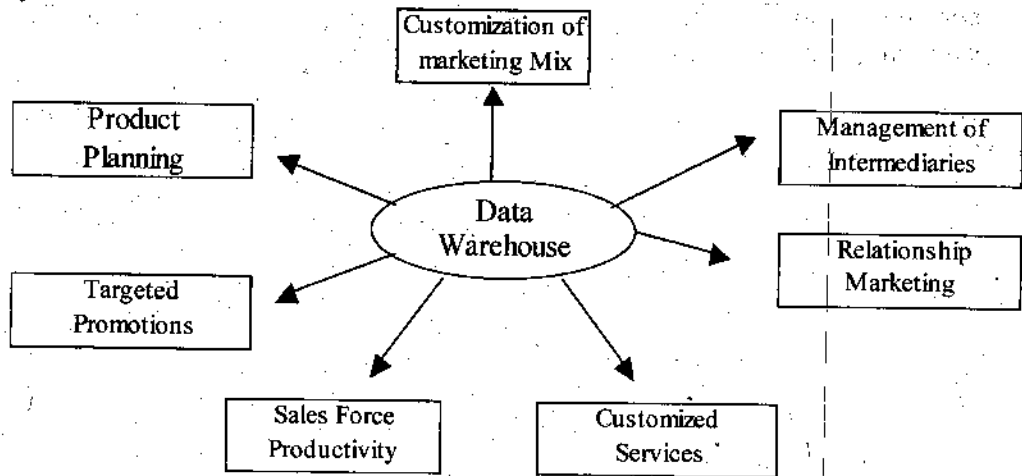 Customization of
marketing Mix
Product
Planning
Management of
Intermediaries
Data
Warehouse
Relationship
Marketing
Targeted
Promotions
Sales Force
Productivity
Customized
Services